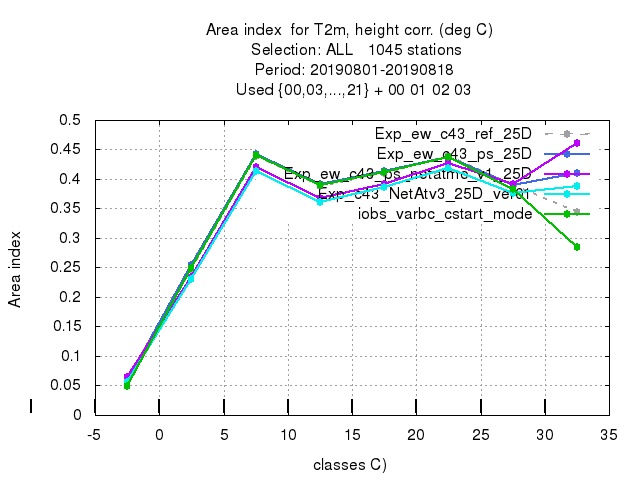 Area index  for T2m, height corr. (deg C)
Selection: ALL   1045 stations
Period: 20190801-20190818
Used {00,03,...,21} + 00 01 02 03
0.5
0.45
0.4
0.35
0.3
0.25
0.2
0.15
0.1
0.05
0
Area index
Exp_ew_c43_ref_25D
Exp_ew_c43_ps_25D
Exp_ew_c43_ps_netatmo_v1_25D
Exp_c43_NetAtv3_25D_ver01
iobs_varbc_cstart_mode
-5 0 5 10 15 20 25 30 35
classes C)